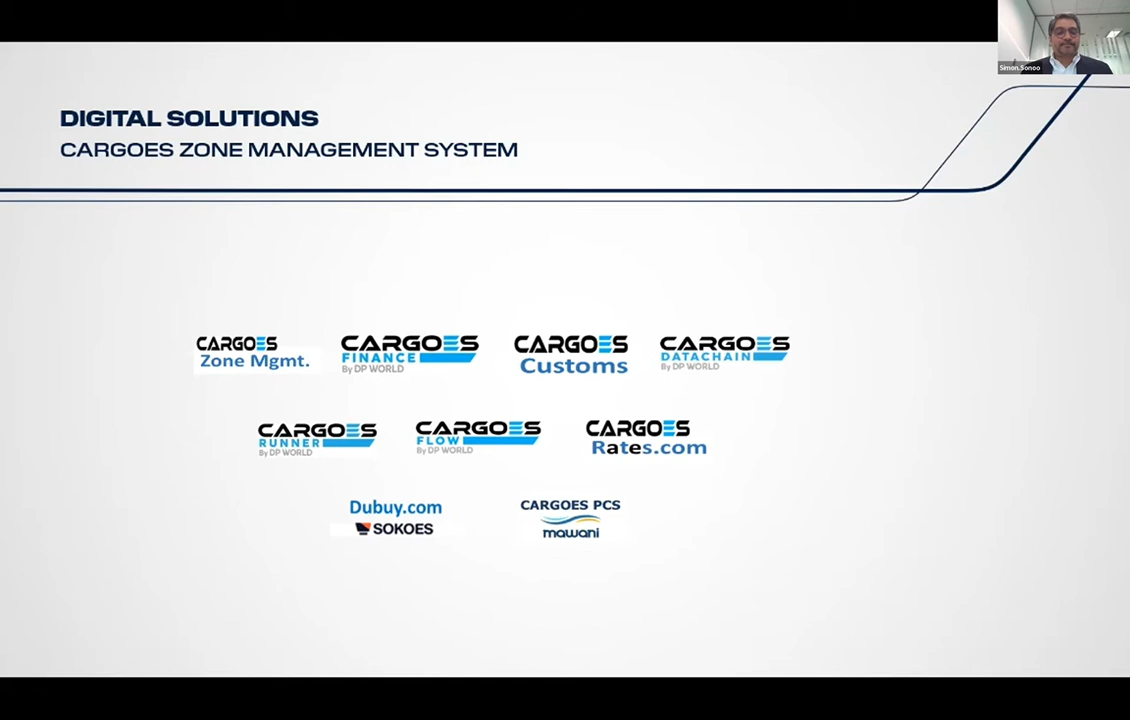 Simon.Sonoo
DIGITAL SOLUTIONS
CARGOES ZONE MANAGEMENT SYSTEM
CARGOES
Zone Mgmt.
CARGOES
FINANCE
By DP WORLD
CARGOES
Customs
CARGOES
DATACHAIN
By DP WORLD
CARGOES
RUNNER
By DP WORLD
CARGOES
FLOW
By DP WORLD
CARGOES
Rates.com
Dubuy.com
SOKOES
CARGOES PCS
mawani